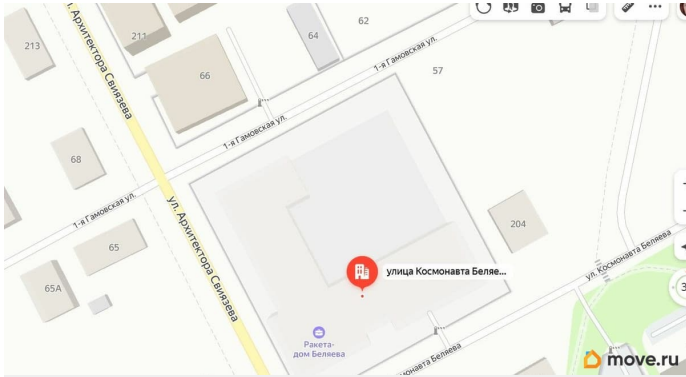 213
211
ул. Архитектора Свиязева
66
64
62
1-я Гамовская ул.
57
1-я Гамовская ул.
68
1-я Гамовская ул.
ул. Архитектора Свиязева
204
65
65А
улица Космонавта Беляе...
ул. Космонавта Беляева
3
Ракета-
дом Беляева
move.ru